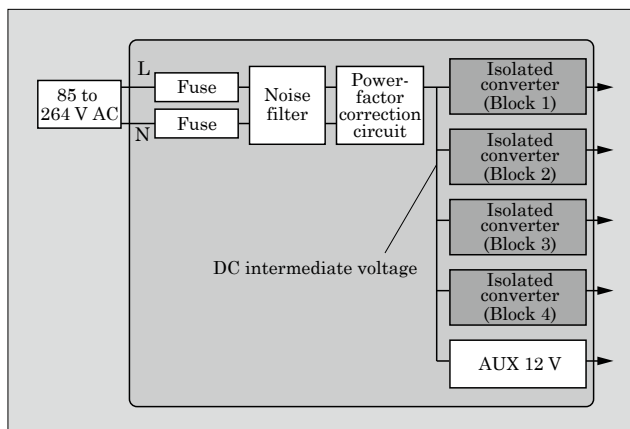 L
N
85 to
264 V AC
Fuse
Fuse
Noise
filter
Power-
factor
correction
circuit
Isolated
converter
(Block 1)
Isolated
converter
(Block 2)
Isolated
converter
(Block 3)
Isolated
converter
(Block 4)
DC intermediate voltage
AUX 12 V